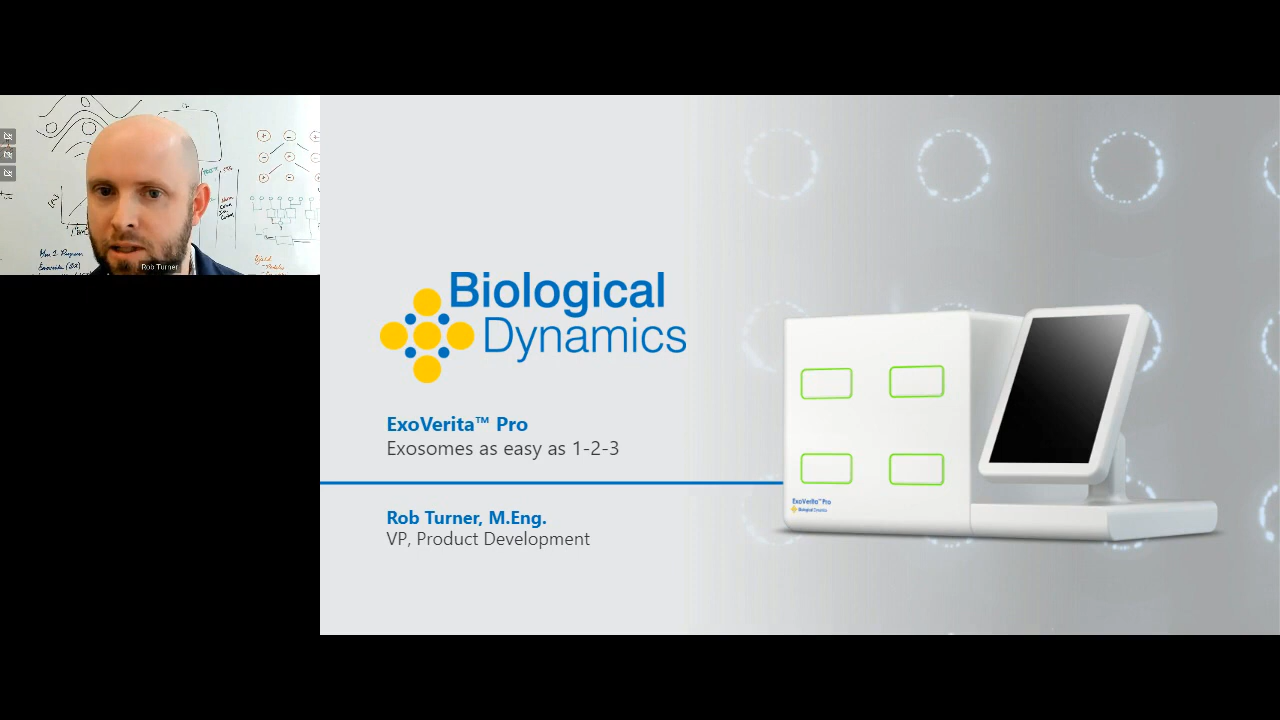 Rob Turner
Biological
Dynamics
ExoVerita™ Pro
Exosomes as easy as 1-2-3
Rob Turner, M.Eng.
VP, Product Development
ExoVerita™ Pro
Biological Dynamics